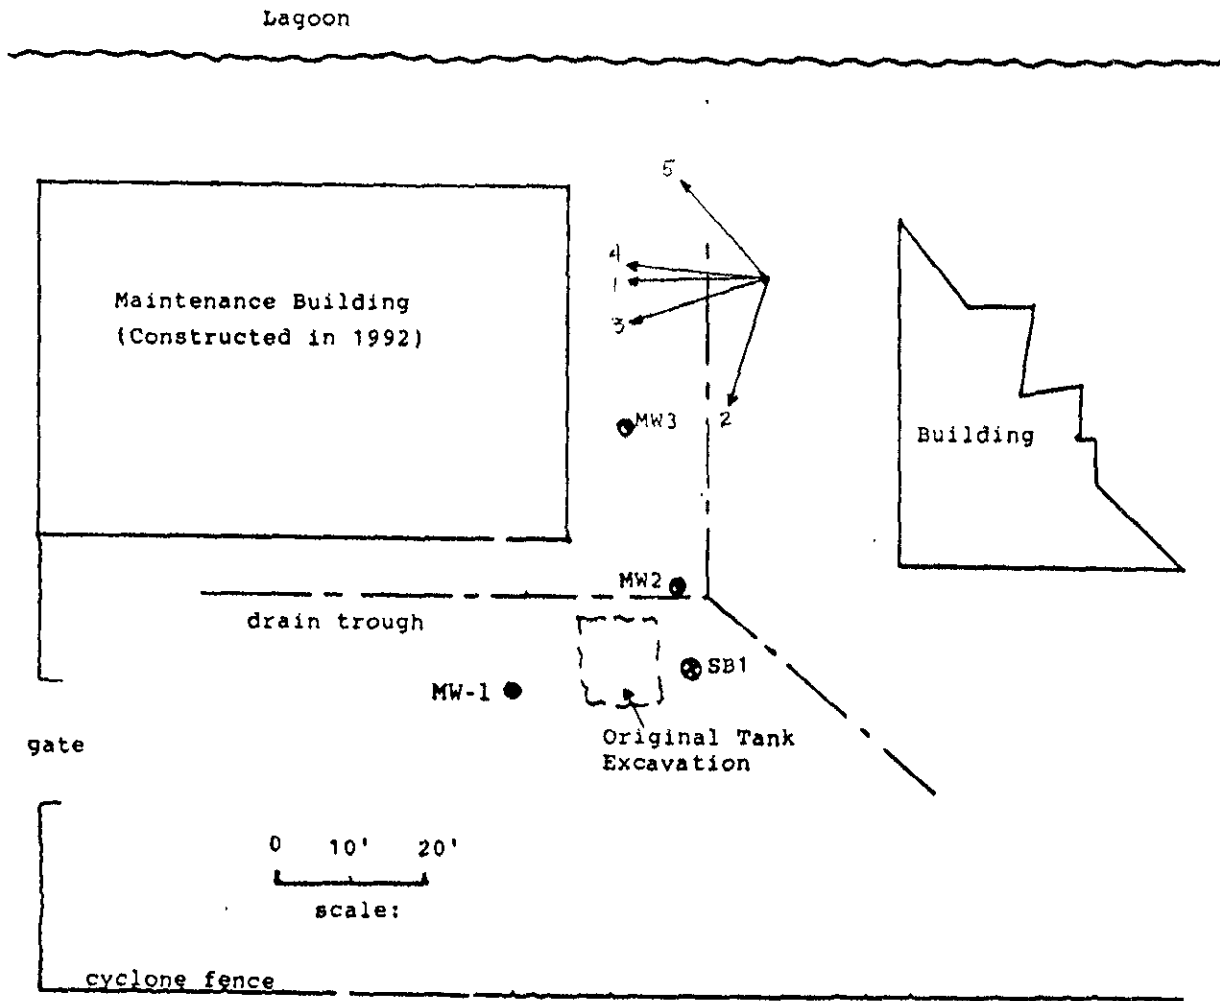 Lagoon
5
4
1
3
Maintenance Building
(Constructed in 1992)
MW3
2
Building
MW2
drain trough
SB1
MW-1
Original Tank
Excavation
gate
0 10' 20'
scale:
cyclone fence